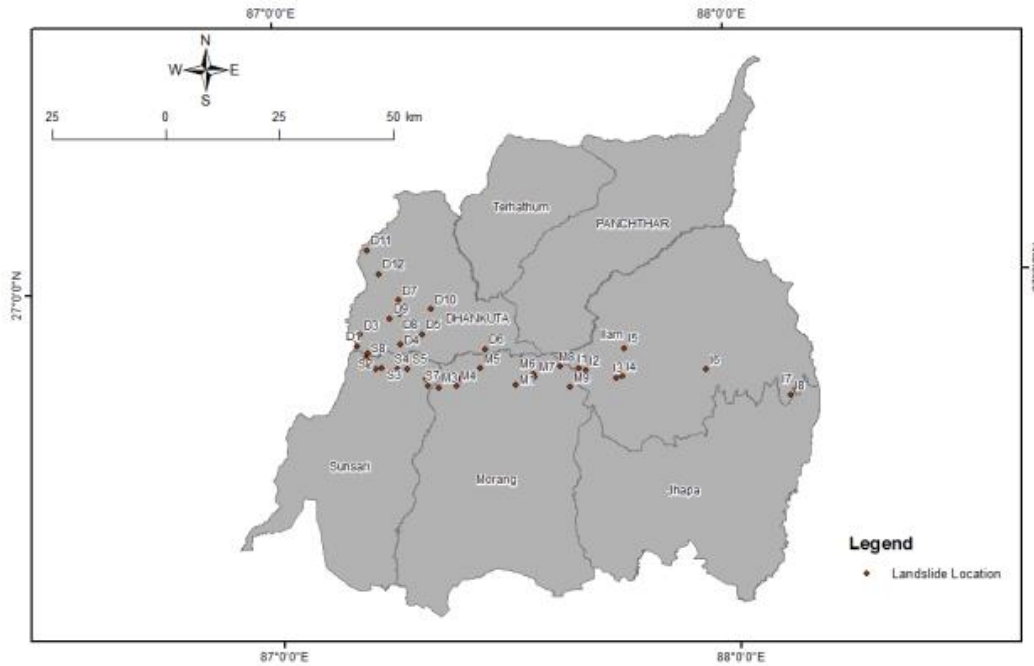 87°0'0"E
88°0'0"E
N
W E
S
25 0 25 50 km
Terhathum
PANCHTHAR
D11
D12
27°0'0"N
D7
D10
D9
DHANKUTA
D8
D5
D3
D4
D6
Ilam
I5
S8
S4
S5
M5
M6
M8
I1
I2
I6
S3
S7
M3
M4
M7
M9
I3
I4
I7
I8
Sunsari
Morang
Jhapa
Legend
Landslide Location
87°0'0"E
88°0'0"E